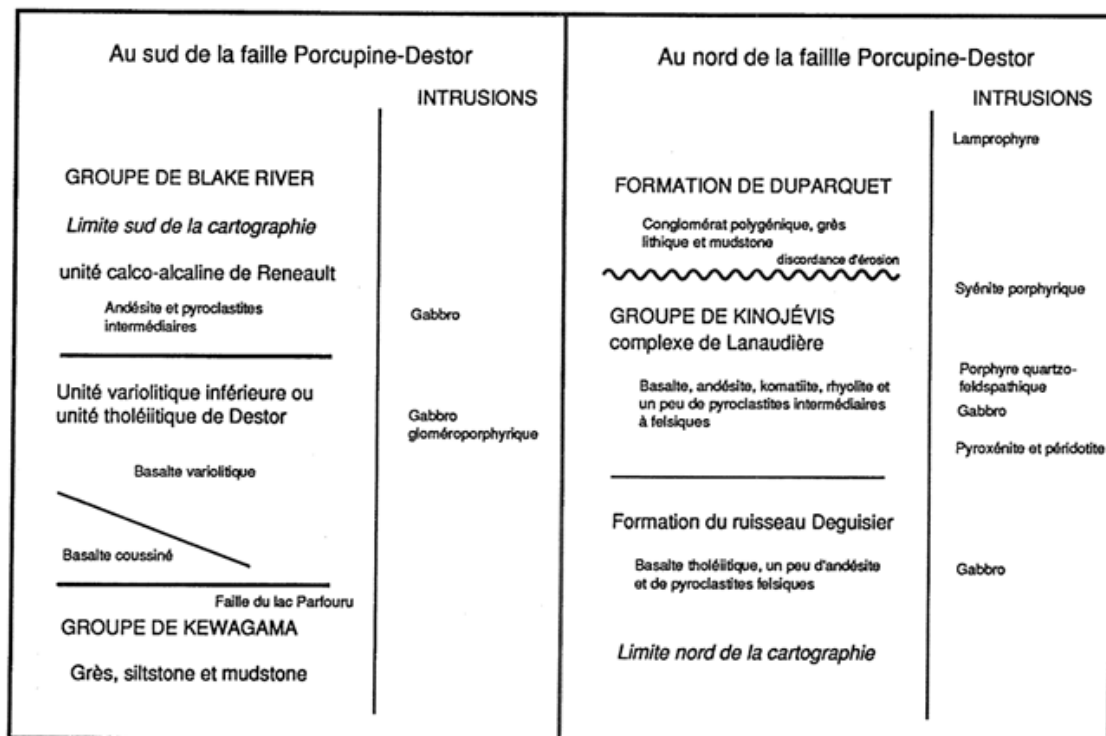 Au sud de la faille Porcupine-Destor
INTRUSIONS
GROUPE DE BLAKE RIVER
Limite sud de la cartographie
unité calco-alcaline de Reneault
Andésite et pyroclastites
intermédiaires
Gabbro
Unité variolitique inférieure ou
unité tholéiitique de Destor
Gabbro
gloméroporphyrique
Basalte variolitique
Basalte coussiné
Faille du lac Parfouru
GROUPE DE KEWAGAMA
Grès, siltstone et mudstone
Au nord de la faillle Porcupine-Destor
INTRUSIONS
Lamprophyre
FORMATION DE DUPARQUET
Conglomérat polygénique, grès
lithique et mudstone
discordance d'érosion
Syénite porphyrique
GROUPE DE KINOJÉVIS
complexe de Lanaudière
Basalte, andésite, komatiite, rhyolite et
un peu de pyroclastites intermédiaires
à felsiques
Porphyre quartzo-
feldspathique
Gabbro
Pyroxénite et péridotite
Formation du ruisseau Deguisier
Basalte tholéiitique, un peu d'andésite
et de pyroclastites felsiques
Gabbro
Limite nord de la cartographie